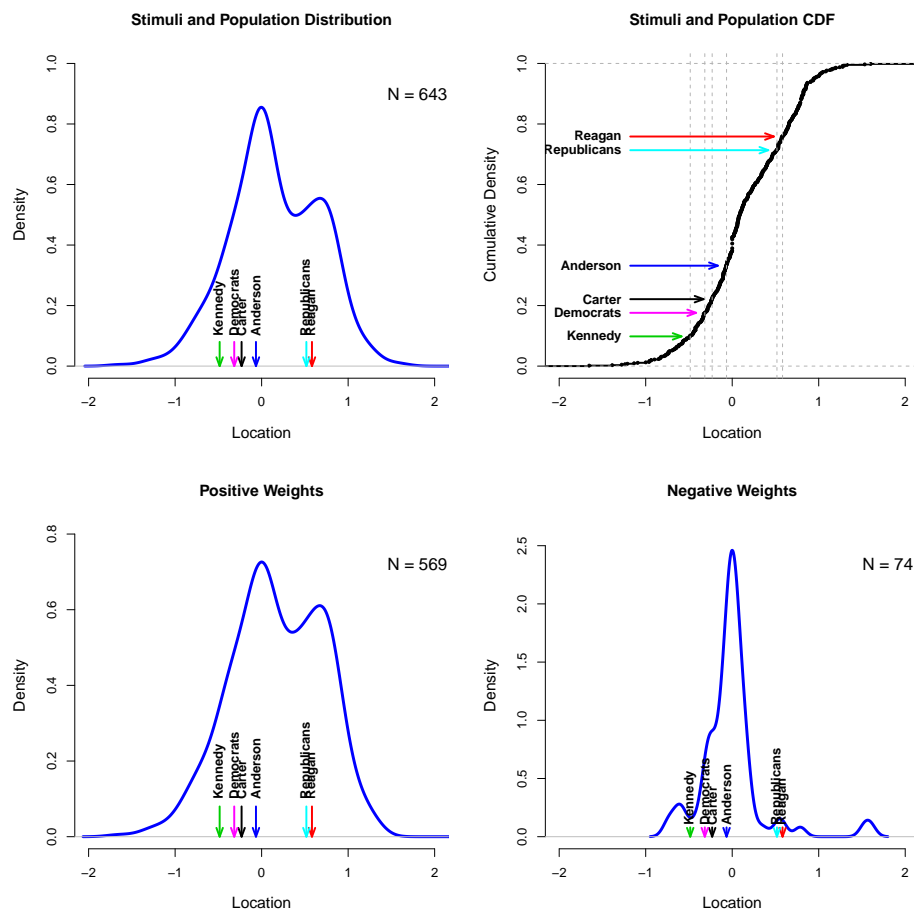 Stimuli and Population Distribution
N = 643
Density
0.0 0.2 0.4 0.6 0.8 1.0
Kennedy
Democrats
Carter
Anderson
Republicans
Reagan
−2 −1 0 1 2
Location
Stimuli and Population CDF
Cumulative Density
0.0 0.2 0.4 0.6 0.8 1.0
Reagan
Republicans
Anderson
Carter
Democrats
Kennedy
−2 −1 0 1 2
Location
Positive Weights
N = 569
Density
0.0 0.2 0.4 0.6 0.8
Kennedy
Democrats
Carter
Anderson
Republicans
Reagan
−2 −1 0 1 2
Location
Negative Weights
N = 74
Density
0.0 0.5 1.0 1.5 2.0 2.5
Kennedy
Democrats
Carter
Anderson
Republicans
Reagan
−2 −1 0 1 2
Location